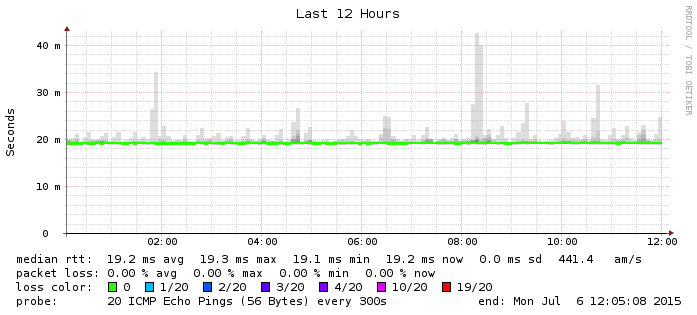 Last 12 Hours
RRDTOOL / TOBI OETIKER
Seconds
40 m
30 m
20 m
10 m
0
02:00 04:00 06:00 08:00 10:00 12:00
median rtt: 19.2 ms avg 19.3 ms max 19.1 ms min 19.2 ms now 0.0 ms sd 441.4 am/s
packet loss: 0.00 % avg 0.00 % max 0.00 % min 0.00 % now
loss color: 0 1/20 2/20 3/20 4/20 10/20 19/20
probe: 20 ICMP Echo Pings (56 Bytes) every 300s end: Mon Jul 6 12:05:08 2015